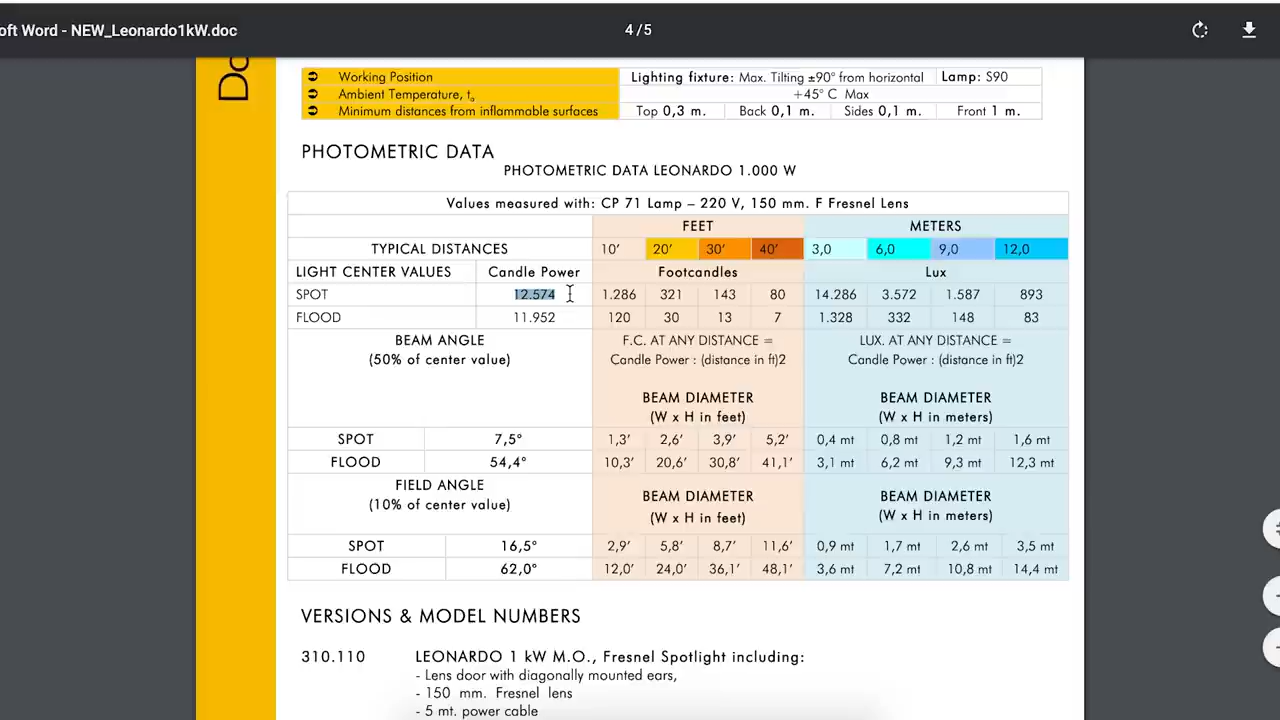 oft Word - NEW_Leonardo1kW.doc
4 / 5
Do
Working Position Lighting fixture: Max. Tilting ±90° from horizontal Lamp: S90
Ambient Temperature, ta +45° C Max
Minimum distances from inflammable surfaces Top 0,3 m. Back 0,1 m. Sides 0,1 m. Front 1 m.
PHOTOMETRIC DATA
PHOTOMETRIC DATA LEONARDO 1.000 W
Values measured with: CP 71 Lamp – 220 V, 150 mm. F Fresnel Lens
FEET METERS
TYPICAL DISTANCES 10′ 20′ 30′ 40′ 3,0 6,0 9,0 12,0
LIGHT CENTER VALUES Candle Power Footcandles Lux
SPOT 12.574 1.286 321 143 80 14.286 3.572 1.587 893
FLOOD 11.952 120 30 13 7 1.328 332 148 83
BEAM ANGLE F.C. AT ANY DISTANCE = LUX. AT ANY DISTANCE =
(50% of center value) Candle Power : (distance in ft)2 Candle Power : (distance in ft)2
BEAM DIAMETER BEAM DIAMETER
(W x H in feet) (W x H in meters)
SPOT 7,5° 1,3′ 2,6′ 3,9′ 5,2′ 0,4 mt 0,8 mt 1,2 mt 1,6 mt
FLOOD 54,4° 10,3′ 20,6′ 30,8′ 41,1′ 3,1 mt 6,2 mt 9,3 mt 12,3 mt
FIELD ANGLE BEAM DIAMETER BEAM DIAMETER
(10% of center value) (W x H in feet) (W x H in meters)
SPOT 16,5° 2,9′ 5,8′ 8,7′ 11,6′ 0,9 mt 1,7 mt 2,6 mt 3,5 mt
FLOOD 62,0° 12,0′ 24,0′ 36,1′ 48,1′ 3,6 mt 7,2 mt 10,8 mt 14,4 mt
VERSIONS & MODEL NUMBERS
310.110 LEONARDO 1 kW M.O., Fresnel Spotlight including:
- Lens door with diagonally mounted ears,
- 150 mm. Fresnel lens
- 5 mt. power cable